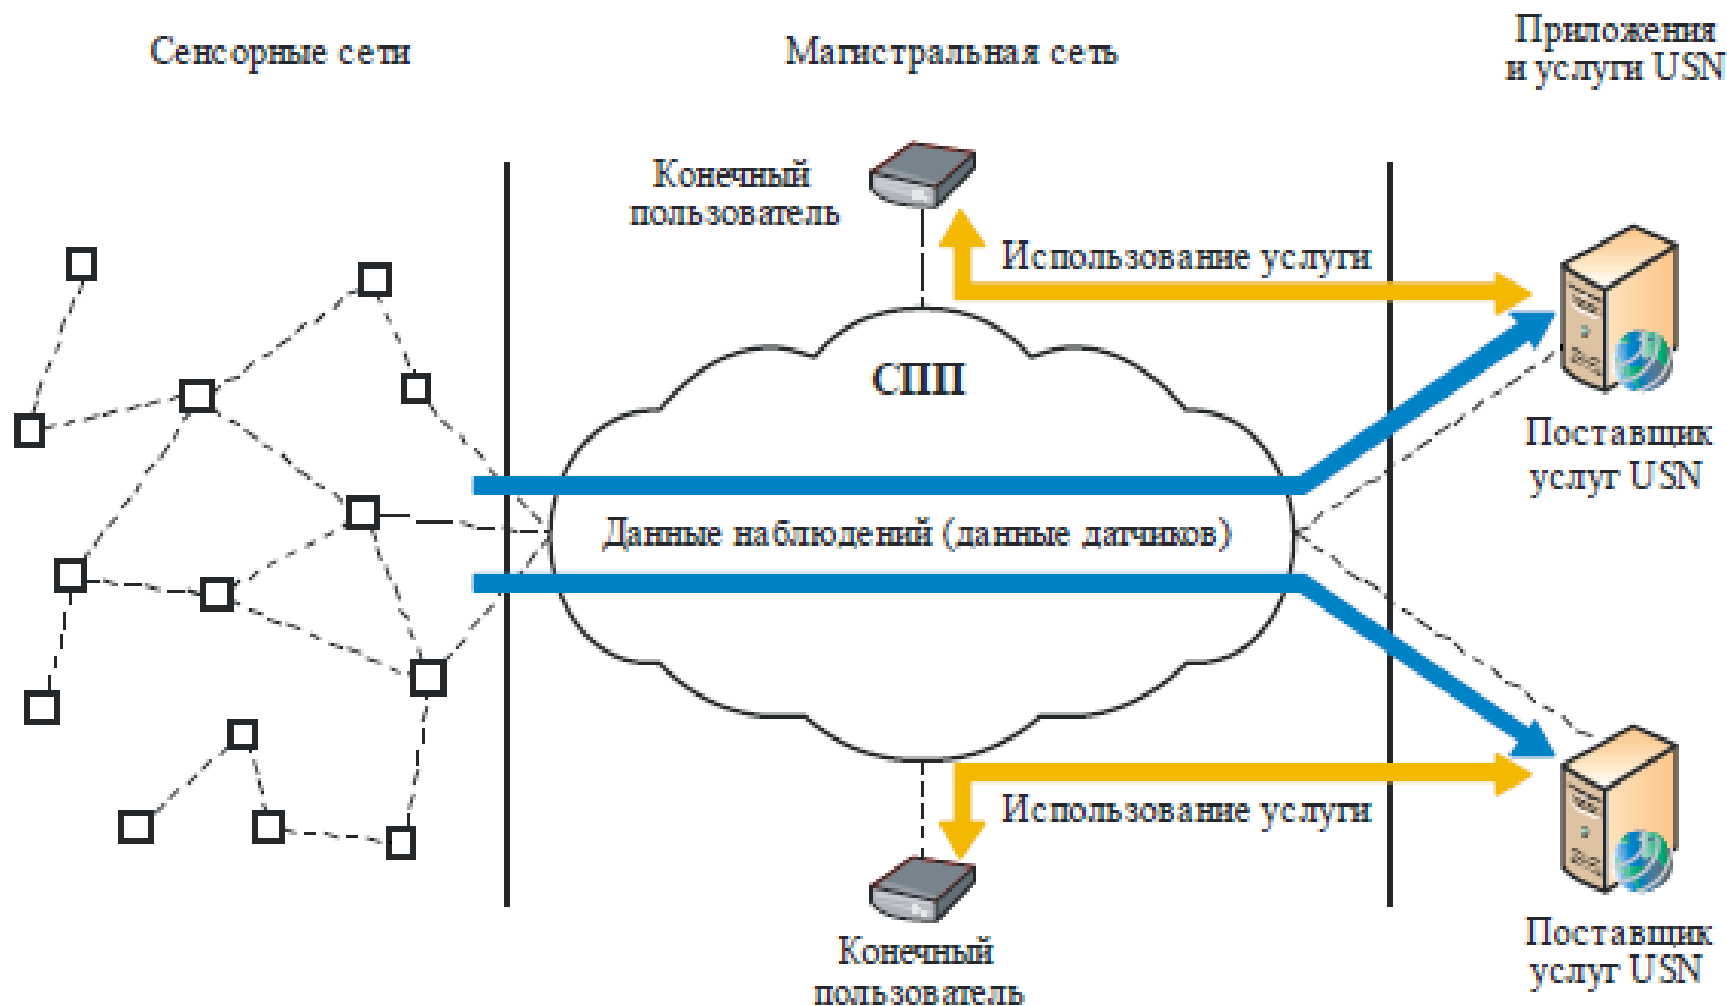 Сенсорные сети
Магистральная сеть
Приложения
и услуги USN
Конечный
пользователь
Использование услуги
СПП
Поставщик
услуг USN
Данные наблюдений (данные датчиков)
Использование услуги
Конечный
пользователь
Поставщик
услуг USN